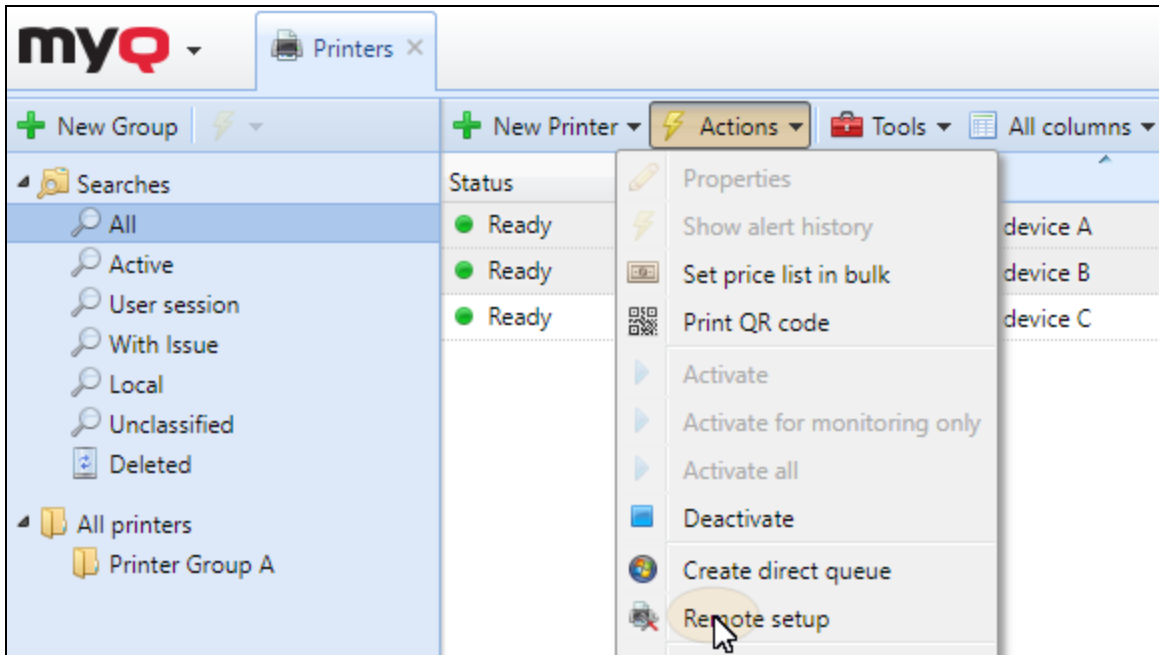 myQ
Printers
New Group
New Printer Actions Tools All columns
Searches
All
Active
User session
With Issue
Local
Unclassified
Deleted
All printers
Printer Group A
Status
Ready device A
Ready device B
Ready device C
Properties
Show alert history
Set price list in bulk
Print QR code
Activate
Activate for monitoring only
Activate all
Deactivate
Create direct queue
Remote setup